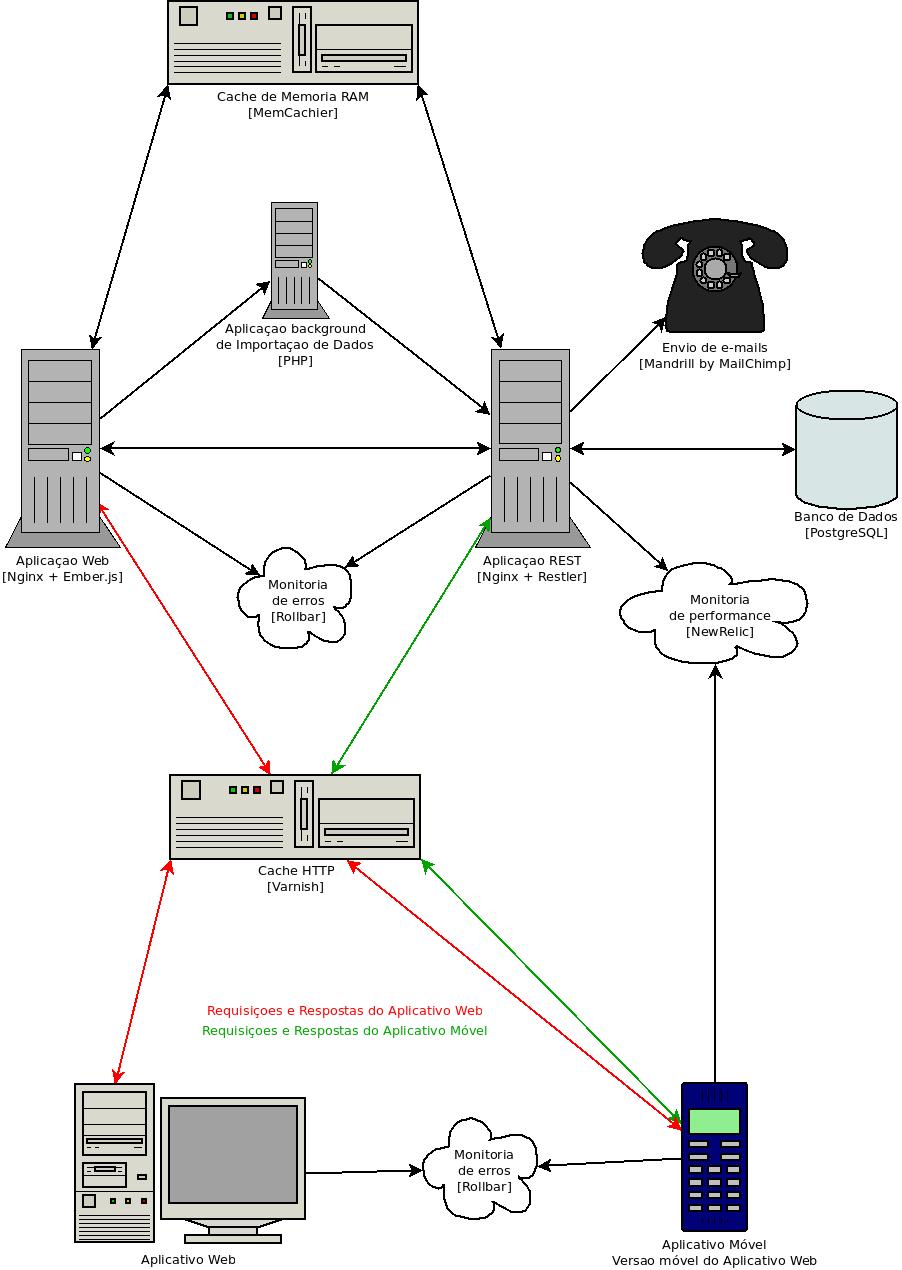 Cache de Memoria RAM
[MemCachier]
Aplicaçao background
de Importaçao de Dados
[PHP]
Envio de e-mails
[Mandrill by MailChimp]
Banco de Dados
[PostgreSQL]
Aplicaçao Web
[Nginx + Ember.js]
Aplicaçao REST
[Nginx + Restler]
Monitoria
de erros
[Rollbar]
Monitoria
de performance
[NewRelic]
Cache HTTP
[Varnish]
Requisiçoes e Respostas do Aplicativo Web
Requisiçoes e Respostas do Aplicativo Móvel
Monitoria
de erros
[Rollbar]
Aplicativo Web
Aplicativo Móvel
Versao móvel do Aplicativo Web